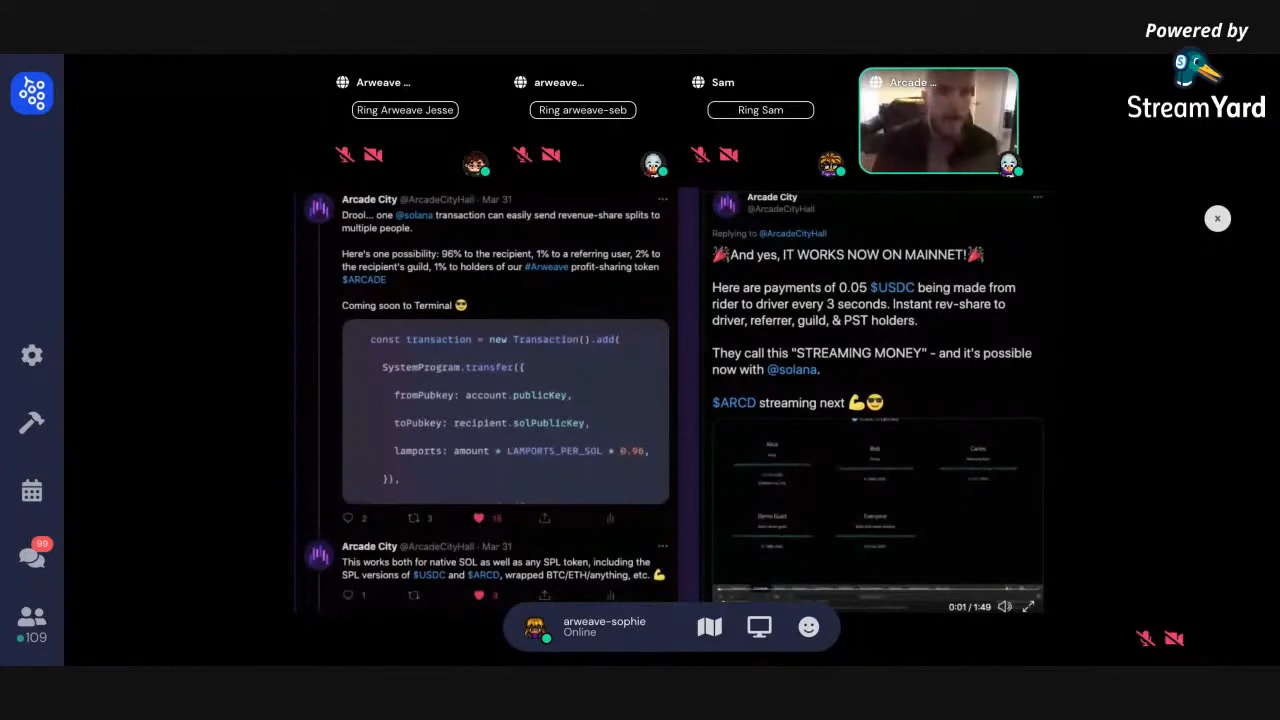 Powered by
StreamYard
Arweave ...
Ring Arweave Jesse
arweave...
Ring arweave-seb
Sam
Ring Sam
Arcade ...
Arcade City @ArcadeCityHall · Mar 31
Drool... one @solana transaction can easily send revenue-share splits to
multiple people.
Here's one possibility: 96% to the recipient, 1% to a referring user, 2% to
the recipient's guild, 1% to holders of our #Arweave profit-sharing token
$ARCADE
Coming soon to Terminal 😎
const transaction = new Transaction().add(
SystemProgram.transfer({
fromPubkey: account.publicKey,
toPubkey: recipient.solPublicKey,
lamports: amount * LAMPORTS_PER_SOL * 0.96,
}),
2 3 18
Arcade City @ArcadeCityHall · Mar 31
This works both for native SOL as well as any SPL token, including the
SPL versions of $USDC and $ARCD, wrapped BTC/ETH/anything, etc. 💪
1 8
Arcade City
@ArcadeCityHall
Replying to @ArcadeCityHall
🎉And yes, IT WORKS NOW ON MAINNET!🎉
Here are payments of 0.05 $USDC being made from
rider to driver every 3 seconds. Instant rev-share to
driver, referrer, guild, & PST holders.
They call this "STREAMING MONEY" - and it's possible
now with @solana.
$ARCD streaming next 💪😎
Rick
Bob
Carlos
Demo Guild
Everyone
0:01 / 1:49
99
109
arweave-sophie
Online